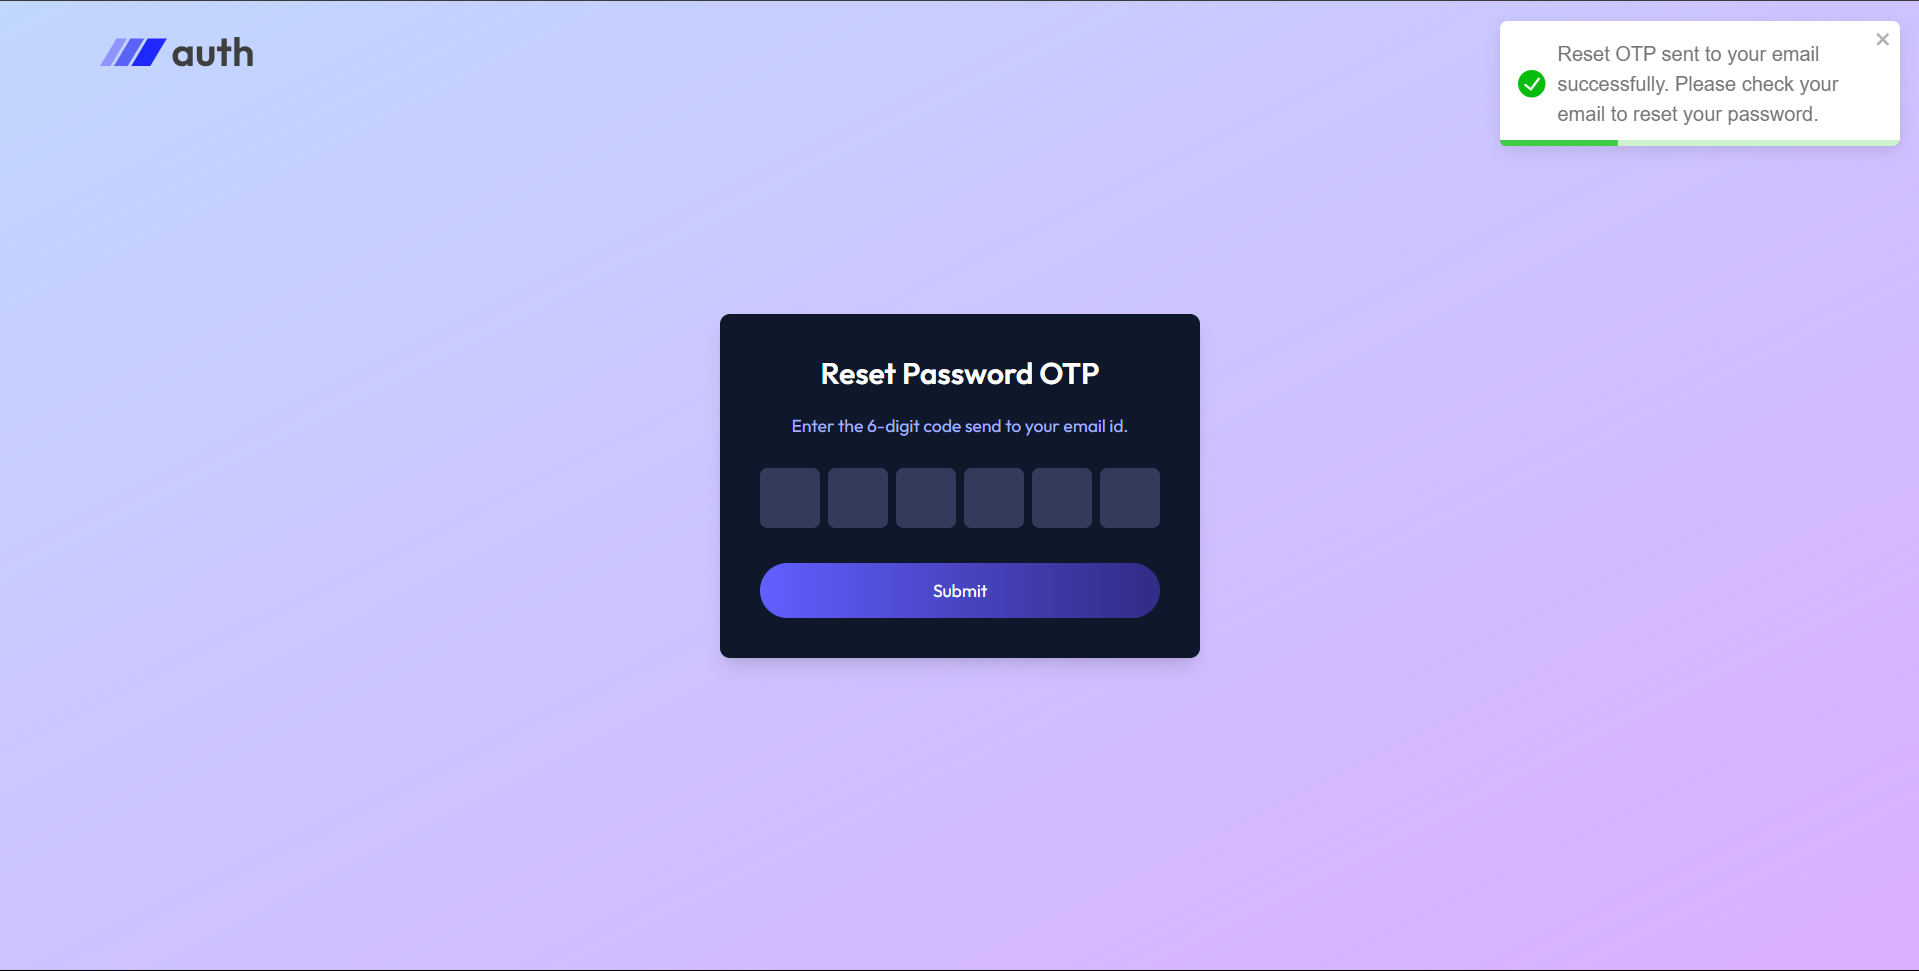 auth
Reset OTP sent to your email
successfully. Please check your
email to reset your password.
Reset Password OTP
Enter the 6-digit code send to your email id.
Submit